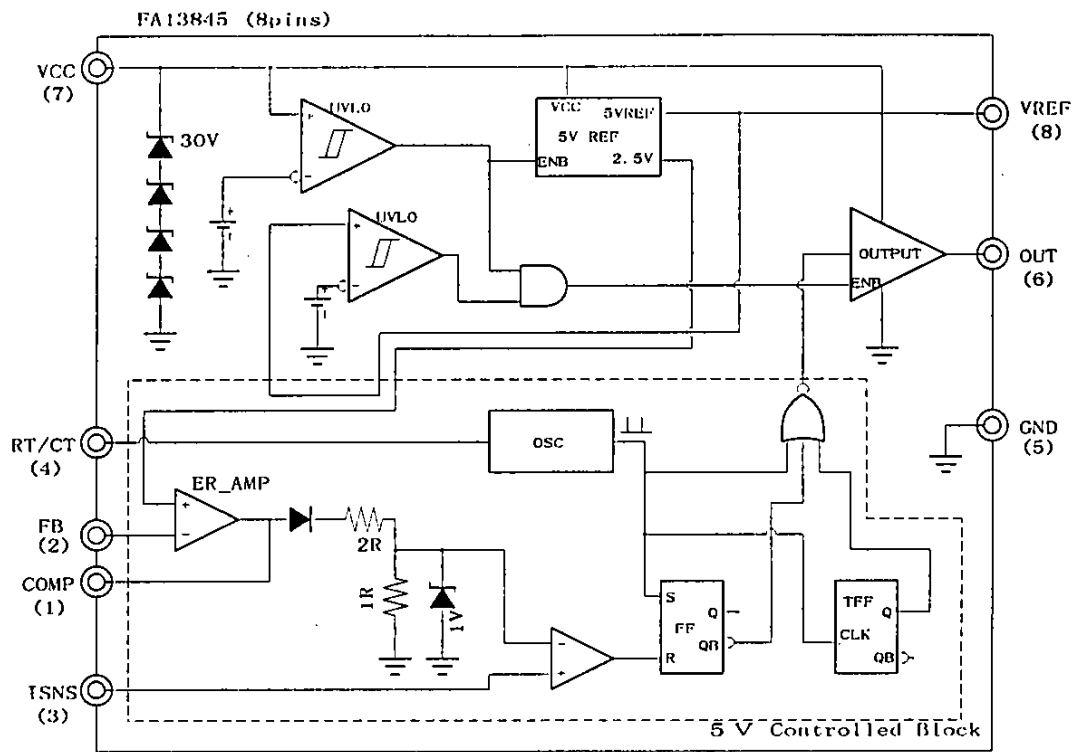 FA13845 (8pins)
VCC
(7)
30V
UVLO
+
-
VCC
5VREF
5V REF
ENB
2.5V
VREF
(8)
UVLO
+
-
OUTPUT
ENB
OUT
(6)
RT/CT
(4)
OSC
GND
(5)
ER_AMP
+
-
FB
(2)
2R
COMP
(1)
1R
1V
S
Q
FF
QB
R
TFF
Q
CLK
QB
-
+
ISNS
(3)
5 V Controlled Block